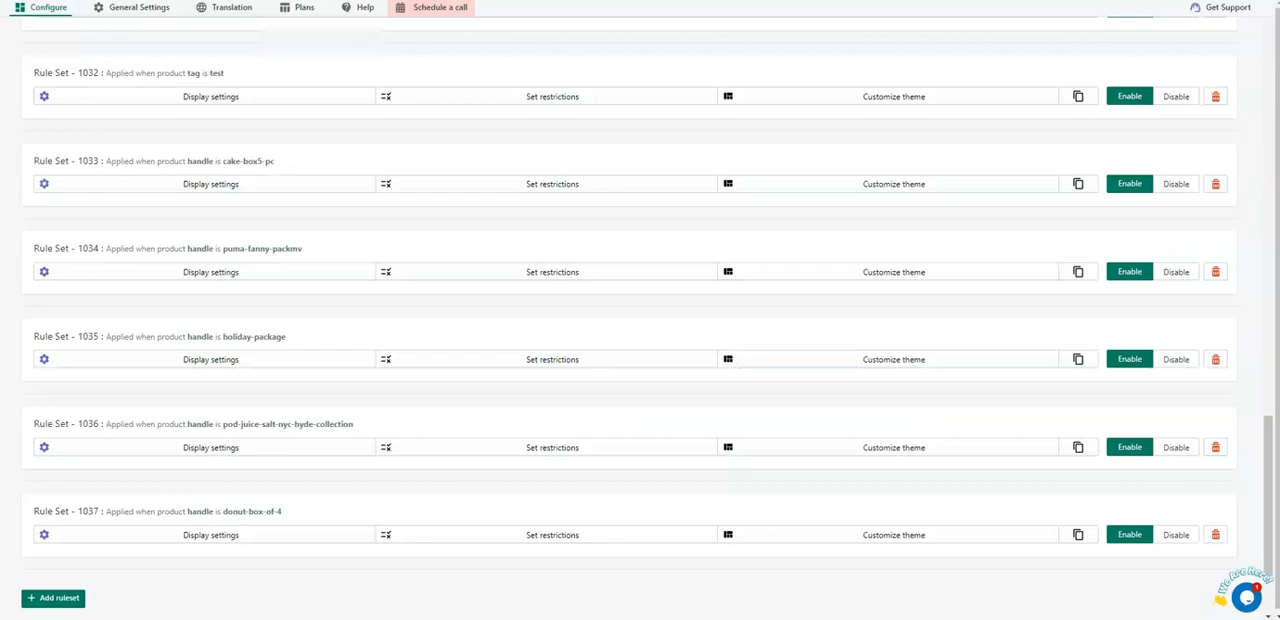 Configure General Settings Translation Plans Help Schedule a call Get Support
Rule Set - 1032 : Applied when product tag is test
Display settings Set restrictions Customize theme Enable Disable
Rule Set - 1033 : Applied when product handle is cake-box5-pc
Display settings Set restrictions Customize theme Enable Disable
Rule Set - 1034 : Applied when product handle is puma-fanny-packmv
Display settings Set restrictions Customize theme Enable Disable
Rule Set - 1035 : Applied when product handle is holiday-package
Display settings Set restrictions Customize theme Enable Disable
Rule Set - 1036 : Applied when product handle is pod-juice-salt-nyc-hyde-collection
Display settings Set restrictions Customize theme Enable Disable
Rule Set - 1037 : Applied when product handle is donut-box-of-4
Display settings Set restrictions Customize theme Enable Disable
We Are Here!
1
+ Add ruleset